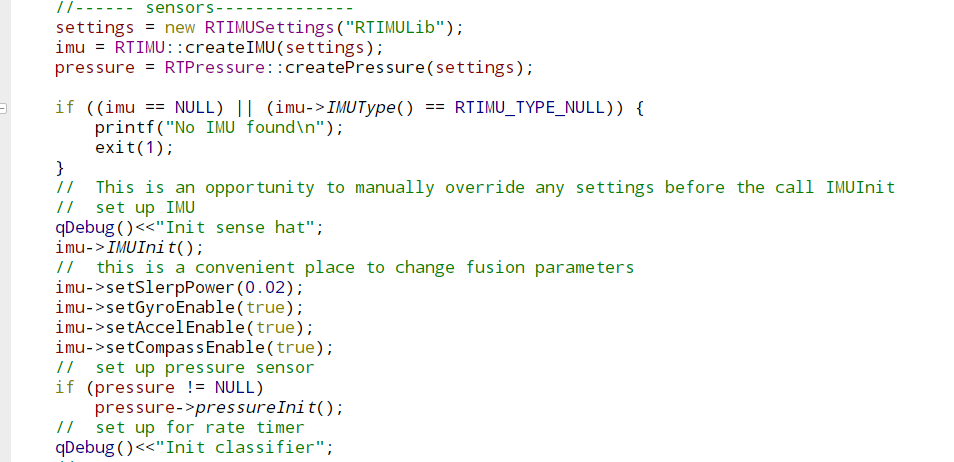 //------ sensors--------------
settings = new RTIMUSettings("RTIMULib");
imu = RTIMU::createIMU(settings);
pressure = RTPressure::createPressure(settings);
if ((imu == NULL) || (imu->IMUType() == RTIMU_TYPE_NULL)) {
printf("No IMU found\n");
exit(1);
}
//  This is an opportunity to manually override any settings before the call IMUInit
//  set up IMU
qDebug()<<"Init sense hat";
imu->IMUInit();
//  this is a convenient place to change fusion parameters
imu->setSlerpPower(0.02);
imu->setGyroEnable(true);
imu->setAccelEnable(true);
imu->setCompassEnable(true);
//  set up pressure sensor
if (pressure != NULL)
pressure->pressureInit();
//  set up for rate timer
qDebug()<<"Init classifier";